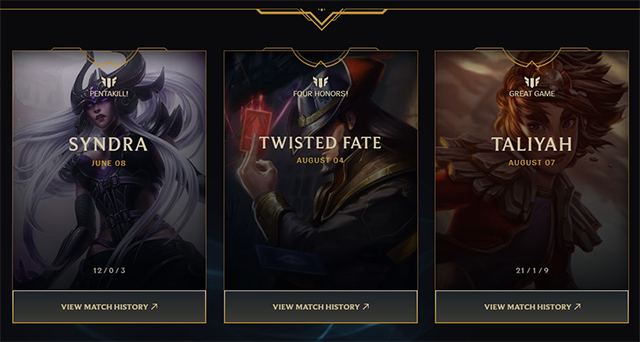 PENTAKILL!
SYNDRA
JUNE 08
12/0/3
VIEW MATCH HISTORY
FOUR HONORS!
TWISTED FATE
AUGUST 04
VIEW MATCH HISTORY
GREAT GAME
TALIYAH
AUGUST 07
21/1/9
VIEW MATCH HISTORY